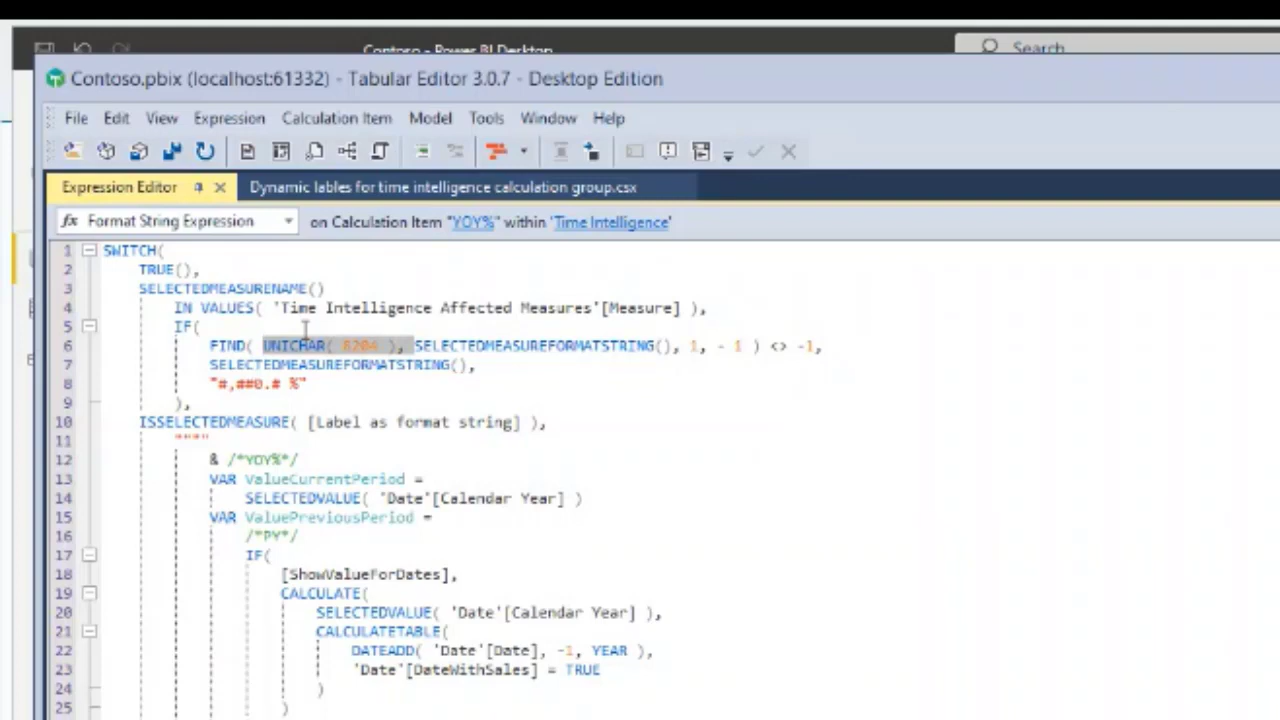 Contoso - Power BI Desktop
Search
Contoso.pbix (localhost:61332) - Tabular Editor 3.0.7 - Desktop Edition
File Edit View Expression Calculation Item Model Tools Window Help
Expression Editor Dynamic lables for time intelligence calculation group.csx
fx Format String Expression on Calculation Item "YOY%" within 'Time Intelligence'
1 SWITCH(
2 TRUE(),
3 SELECTEDMEASURENAME()
4 IN VALUES( 'Time Intelligence Affected Measures'[Measure] ),
5 IF(
6 FIND( UNICHAR( 8204 ), SELECTEDMEASUREFORMATSTRING(), 1, - 1 ) <> -1,
7 SELECTEDMEASUREFORMATSTRING(),
8 "#,##0.# %"
9 ),
10 ISSELECTEDMEASURE( [Label as format string] ),
11 """"
12 & /*YOY%*/
13 VAR ValueCurrentPeriod =
14 SELECTEDVALUE( 'Date'[Calendar Year] )
15 VAR ValuePreviousPeriod =
16 /*PY*/
17 IF(
18 [ShowValueForDates],
19 CALCULATE(
20 SELECTEDVALUE( 'Date'[Calendar Year] ),
21 CALCULATETABLE(
22 DATEADD( 'Date'[Date], -1, YEAR ),
23 'Date'[DateWithSales] = TRUE
24 )
25 )